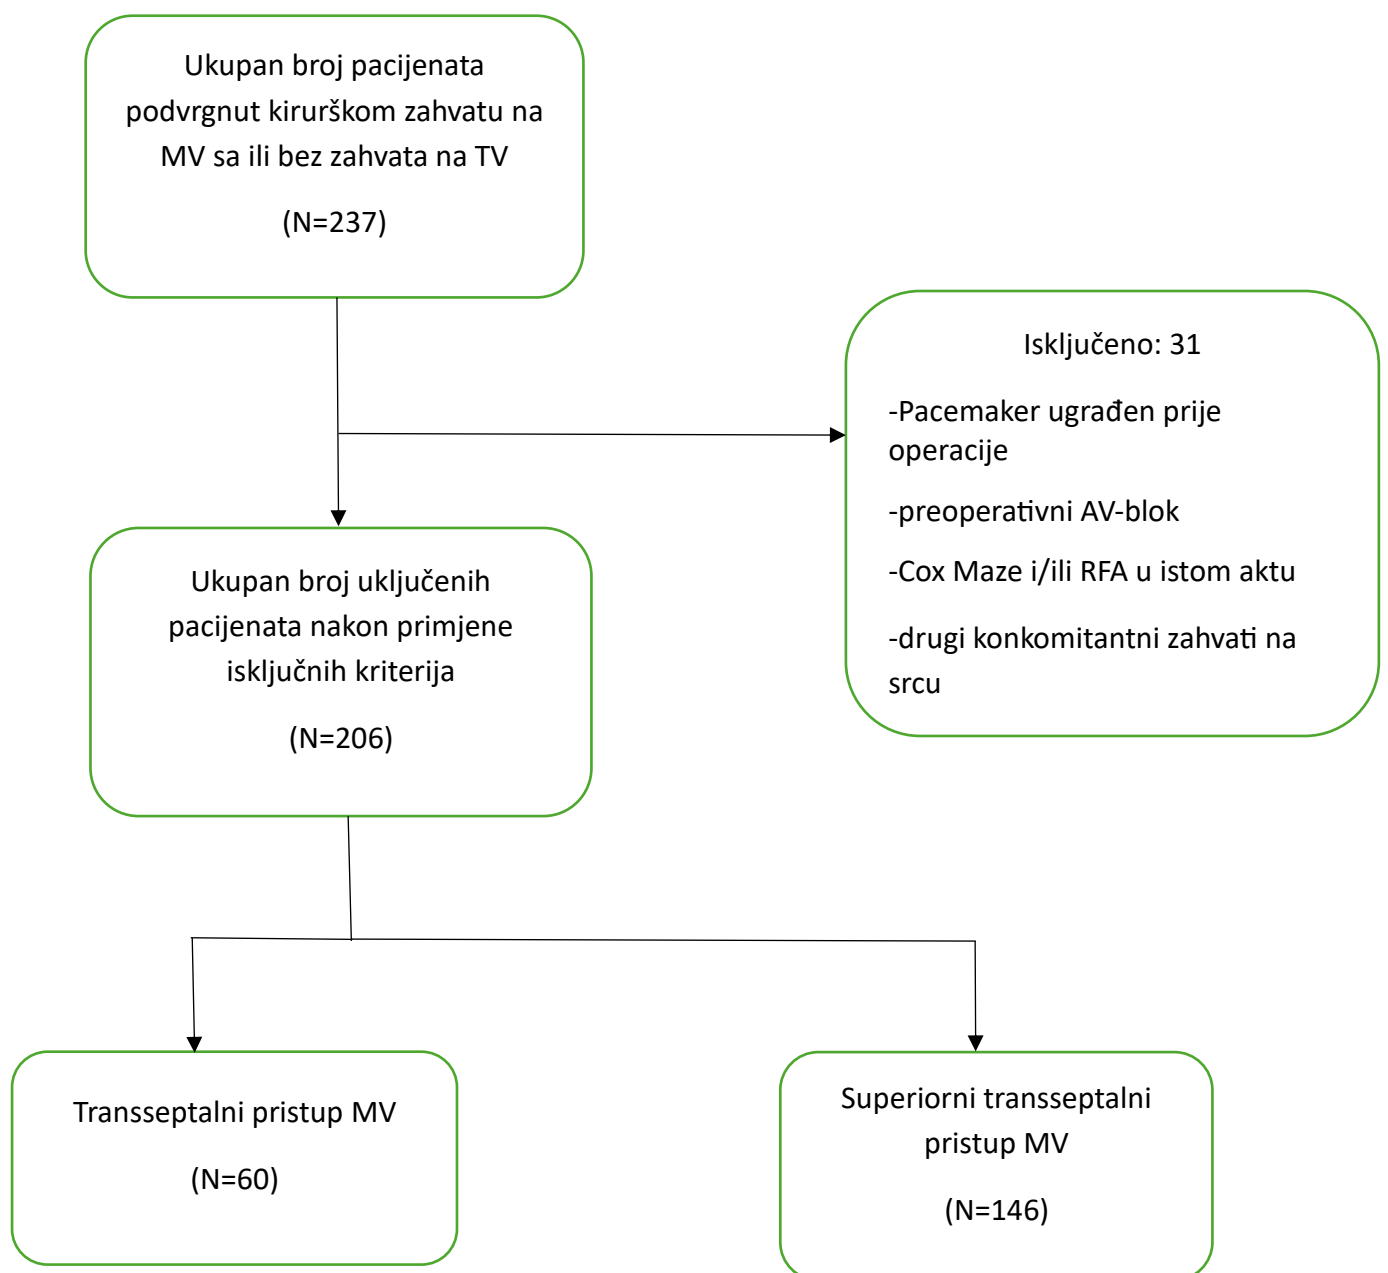 Ukupan broj pacijenata
podvrgnut kirurškom zahvatu na
MV sa ili bez zahvata na TV
(N=237)
Isključeno: 31
-Pacemaker ugrađen prije
operacije
-preoperativni AV-blok
-Cox Maze i/ili RFA u istom aktu
-drugi konkomitantni zahvati na
srcu
Ukupan broj uključenih
pacijenata nakon primjene
isključnih kriterija
(N=206)
Transseptalni pristup MV
(N=60)
Superiorni transseptalni
pristup MV
(N=146)